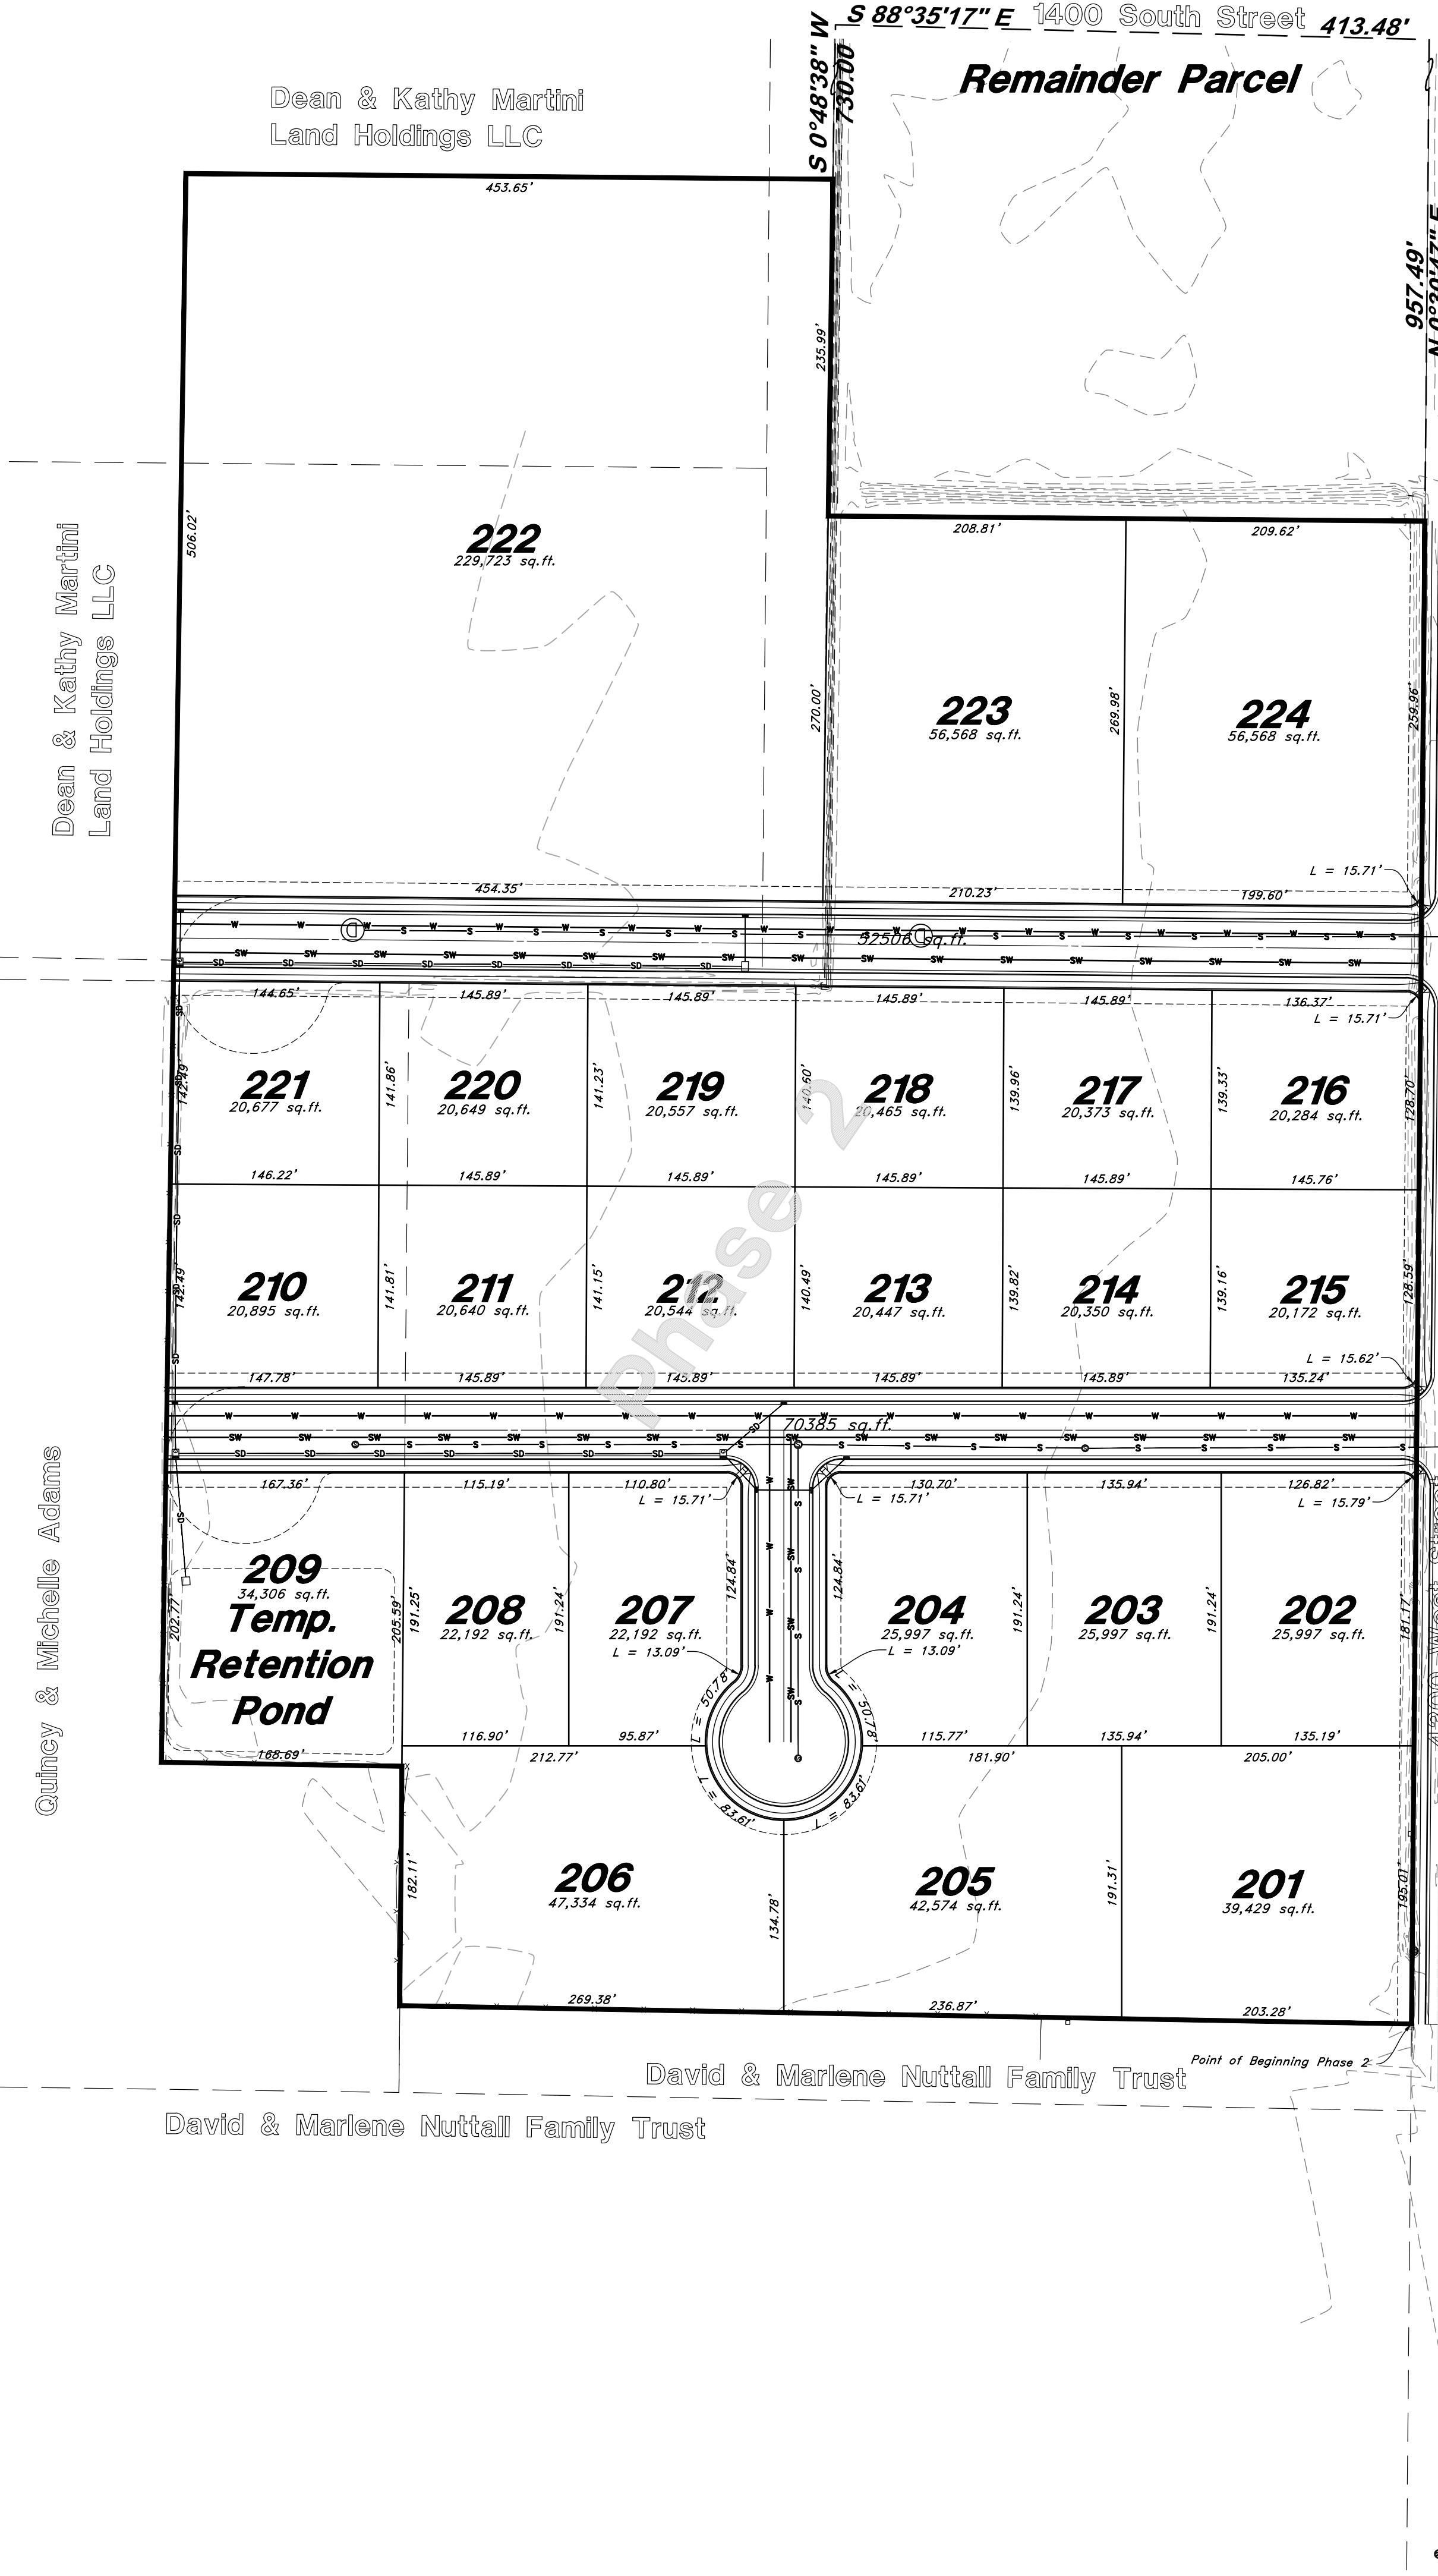 S 88°35'17" E 1400 South Street 413.48'
S 0°48'38" W
730.00
Remainder Parcel
Dean & Kathy Martini
Land Holdings LLC
453.65'
235.99'
957.49'
506.02'
Dean & Kathy Martini
Land Holdings LLC
222
229,723 sq.ft.
208.81'
209.62'
270.00'
223
56,568 sq.ft.
269.98'
224
56,568 sq.ft.
259.96'
L = 15.71'
454.35'
210.23'
199.60'
52506 sq.ft.
144.65'
145.89'
145.89'
145.89'
145.89'
136.37'
L = 15.71'
142.49'
221
20,677 sq.ft.
141.86'
220
20,649 sq.ft.
141.23'
219
20,557 sq.ft.
140.60'
218
20,465 sq.ft.
139.96'
217
20,373 sq.ft.
139.33'
216
20,284 sq.ft.
128.70'
146.22'
145.89'
145.89'
145.89'
145.89'
145.76'
Phase 2
142.49'
210
20,895 sq.ft.
141.81'
211
20,640 sq.ft.
141.15'
212
20,544 sq.ft.
140.49'
213
20,447 sq.ft.
139.82'
214
20,350 sq.ft.
139.16'
215
20,172 sq.ft.
128.59'
L = 15.62'
147.78'
145.89'
145.89'
145.89'
145.89'
135.24'
70385 sq.ft.
167.36'
115.19'
110.80'
130.70'
135.94'
126.82'
L = 15.71'
L = 15.71'
L = 15.79'
Quincy & Michelle Adams
202.77'
209
34,306 sq.ft.
Temp.
Retention
Pond
205.59'
191.25'
208
22,192 sq.ft.
191.24'
207
22,192 sq.ft.
124.84'
L = 13.09'
124.84'
204
25,997 sq.ft.
L = 13.09'
191.24'
203
25,997 sq.ft.
191.24'
202
25,997 sq.ft.
181.17'
L = 50.78'
L = 50.78'
168.69'
116.90'
95.87'
115.77'
135.94'
135.19'
212.77'
181.90'
205.00'
L = 83.61'
L = 83.61'
182.11'
206
47,334 sq.ft.
134.78'
205
42,574 sq.ft.
191.31'
201
39,429 sq.ft.
195.01'
269.38'
236.87'
203.28'
Point of Beginning Phase 2
David & Marlene Nuttall Family Trust
David & Marlene Nuttall Family Trust